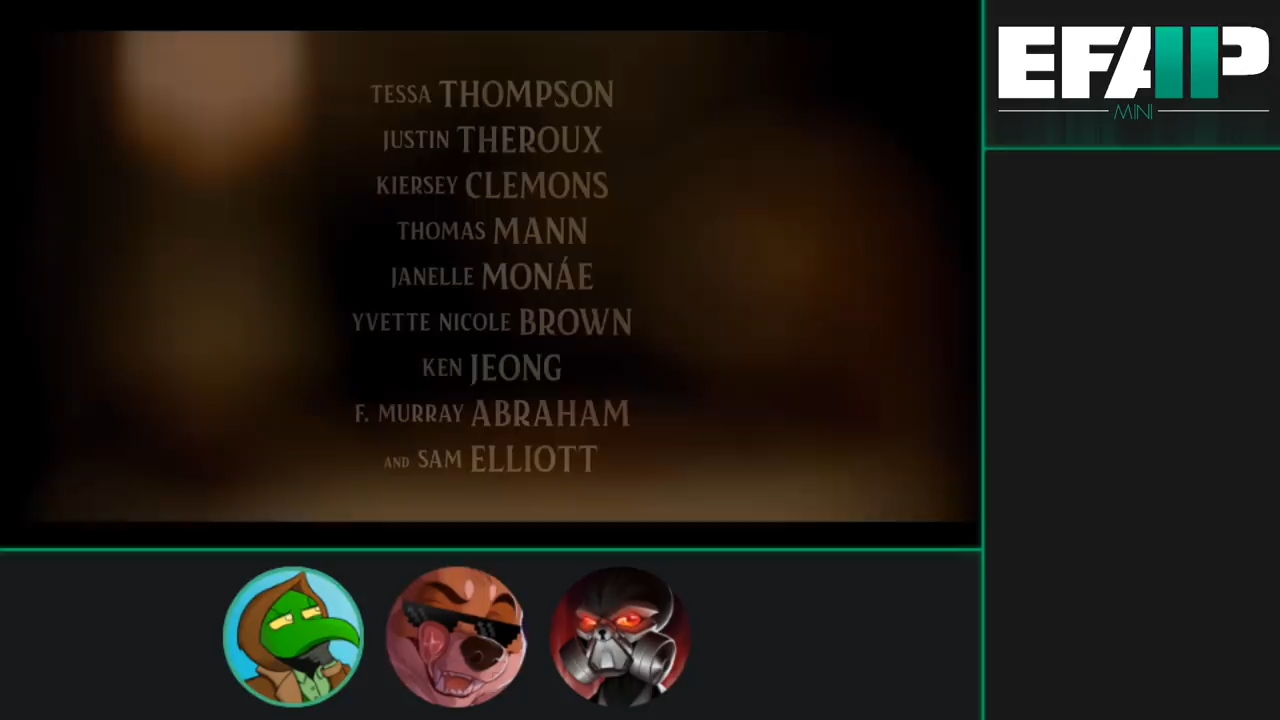 TESSA THOMPSON
JUSTIN THEROUX
KIERSEY CLEMONS
THOMAS MANN
JANELLE MONÁE
YVETTE NICOLE BROWN
KEN JEONG
F. MURRAY ABRAHAM
AND SAM ELLIOTT
EFAP
MINI